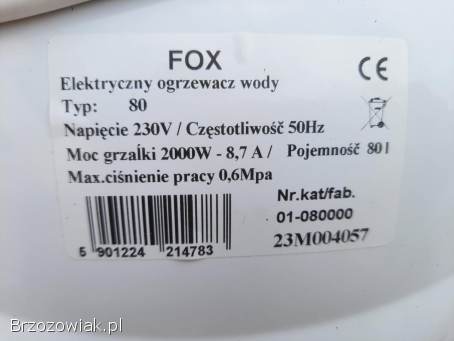 FOX
Elektryczny ogrzewacz wody
Typ: 80
Napięcie 230V / Częstotliwość 50Hz
Moc grzałki 2000W - 8,7 A / Pojemność 80 l
Max.ciśnienie pracy 0,6Mpa
Nr.kat/fab.
01-080000
23M004057
5 901224 214783
CE
Brzozowiak.pl